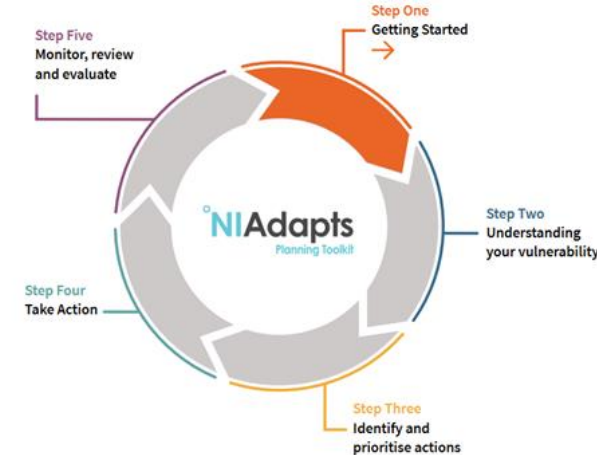 Step One
Getting Started
Step Five
Monitor, review
and evaluate
°NIAdapts
Planning Toolkit
Step Two
Understanding
your vulnerability
Step Four
Take Action
Step Three
Identify and
prioritise actions